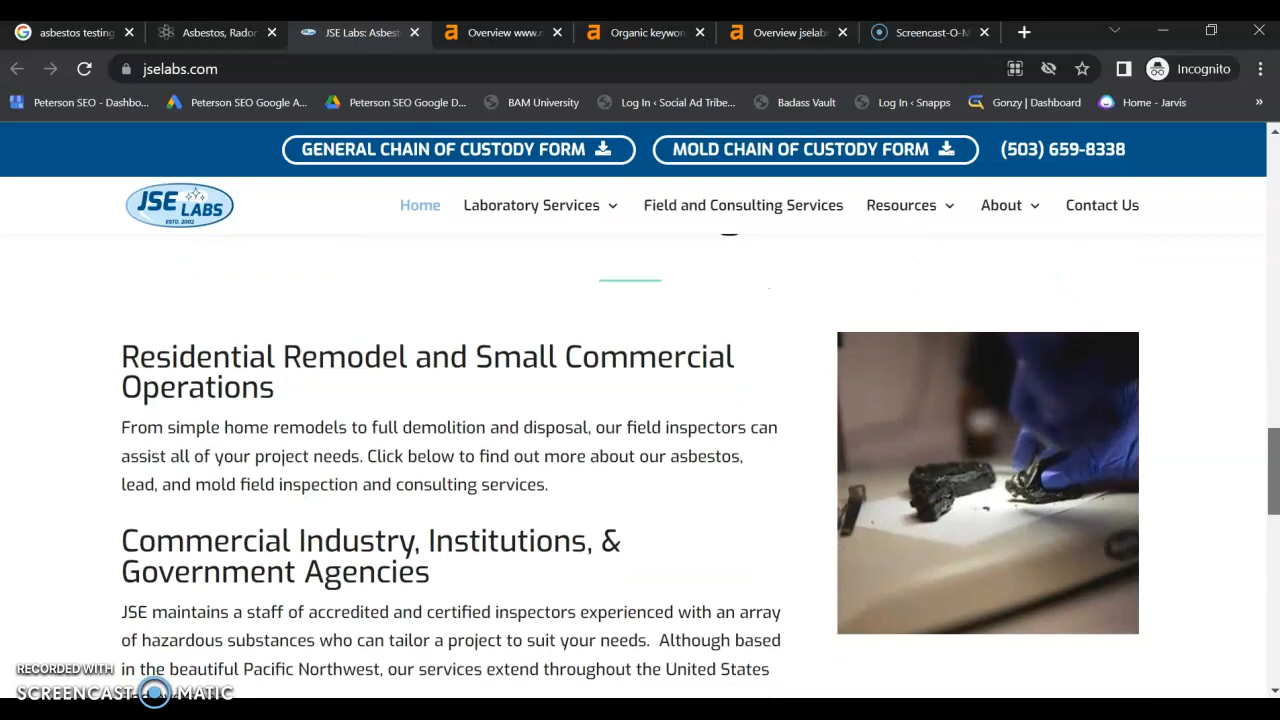 asbestos testing
Asbestos, Rador
JSE Labs: Asbest
Overview www.r
Organic keywor
Overview jselab
Screencast-O-M
jselabs.com
Incognito
Peterson SEO - Dashbo...
Peterson SEO Google A...
Peterson SEO Google D...
BAM University
Log In ‹ Social Ad Tribe...
Badass Vault
Log In ‹ Snapps
Gonzy | Dashboard
Home - Jarvis
»
GENERAL CHAIN OF CUSTODY FORM
MOLD CHAIN OF CUSTODY FORM
(503) 659-8338
JSE LABS
ESTD. 2002
Home
Laboratory Services
Field and Consulting Services
Resources
About
Contact Us
Residential Remodel and Small Commercial
Operations
From simple home remodels to full demolition and disposal, our field inspectors can
assist all of your project needs. Click below to find out more about our asbestos,
lead, and mold field inspection and consulting services.
Commercial Industry, Institutions, &
Government Agencies
JSE maintains a staff of accredited and certified inspectors experienced with an array
of hazardous substances who can tailor a project to suit your needs.  Although based
in the beautiful Pacific Northwest, our services extend throughout the United States
RECORDED WITH
SCREENCAST-O-MATIC